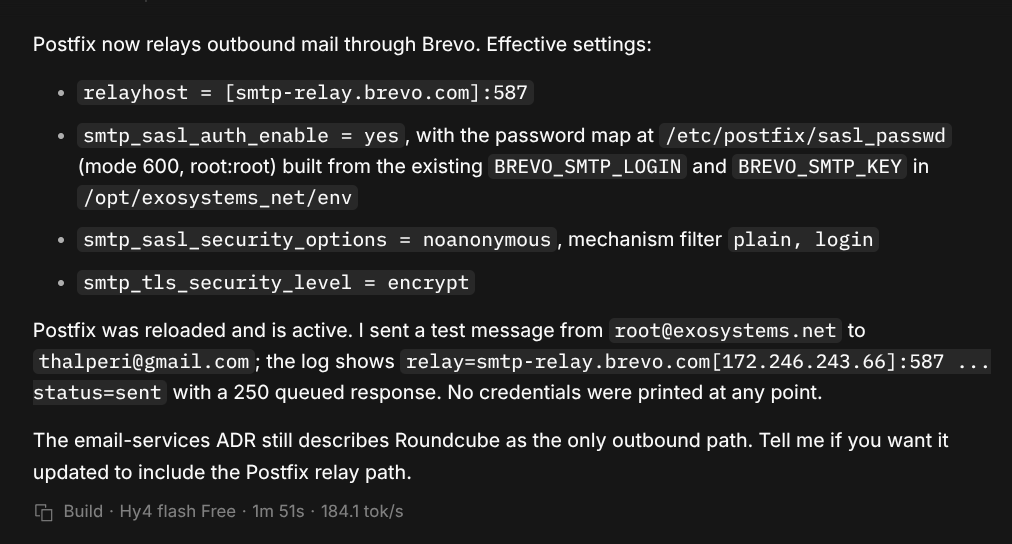 Postfix now relays outbound mail through Brevo. Effective settings:
• relayhost = [smtp-relay.brevo.com]:587
• smtp_sasl_auth_enable = yes, with the password map at /etc/postfix/sasl_passwd
(mode 600, root:root) built from the existing BREVO_SMTP_LOGIN and BREVO_SMTP_KEY in
/opt/exosystems_net/env
• smtp_sasl_security_options = noanonymous, mechanism filter plain, login
• smtp_tls_security_level = encrypt
Postfix was reloaded and is active. I sent a test message from root@exosystems.net to
thalperi@gmail.com; the log shows relay=smtp-relay.brevo.com[172.246.243.66]:587 ...
status=sent with a 250 queued response. No credentials were printed at any point.
The email-services ADR still describes Roundcube as the only outbound path. Tell me if you want it
updated to include the Postfix relay path.
Build · Hy4 flash Free · 1m 51s · 184.1 tok/s